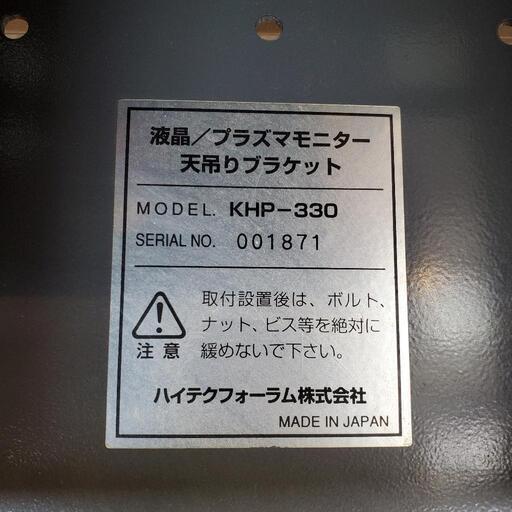 液晶／プラズマモニター
天吊りブラケット
MODEL. KHP-330
SERIAL NO. 001871
取付設置後は、ボルト、
ナット、ビス等を絶対に
緩めないで下さい。
注意
ハイテクフォーラム株式会社
MADE IN JAPAN